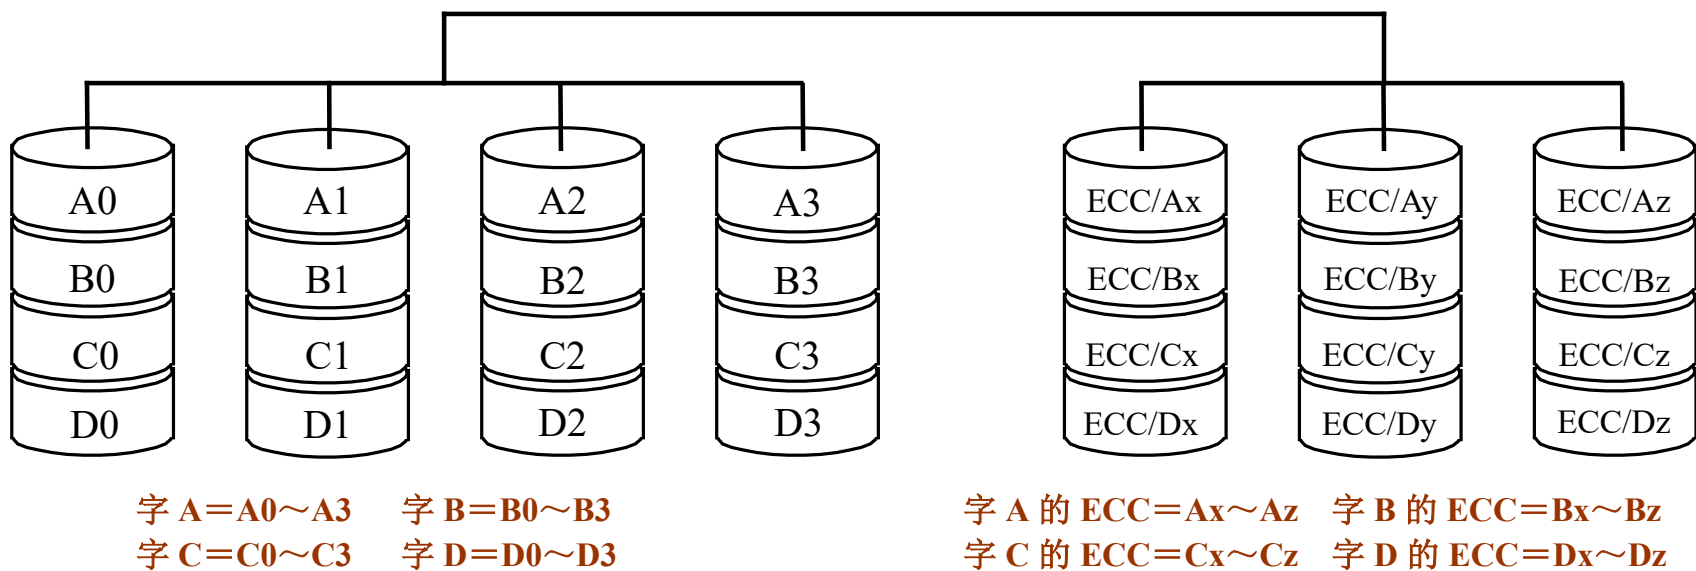 A0 A1 A2 A3 ECC/Ax ECC/Ay ECC/Az
B0 B1 B2 B3 ECC/Bx ECC/By ECC/Bz
C0 C1 C2 C3 ECC/Cx ECC/Cy ECC/Cz
D0 D1 D2 D3 ECC/Dx ECC/Dy ECC/Dz
字 A＝A0～A3 字 B＝B0～B3 字 A 的 ECC＝Ax～Az 字 B 的 ECC＝Bx～Bz
字 C＝C0～C3 字 D＝D0～D3 字 C 的 ECC＝Cx～Cz 字 D 的 ECC＝Dx～Dz